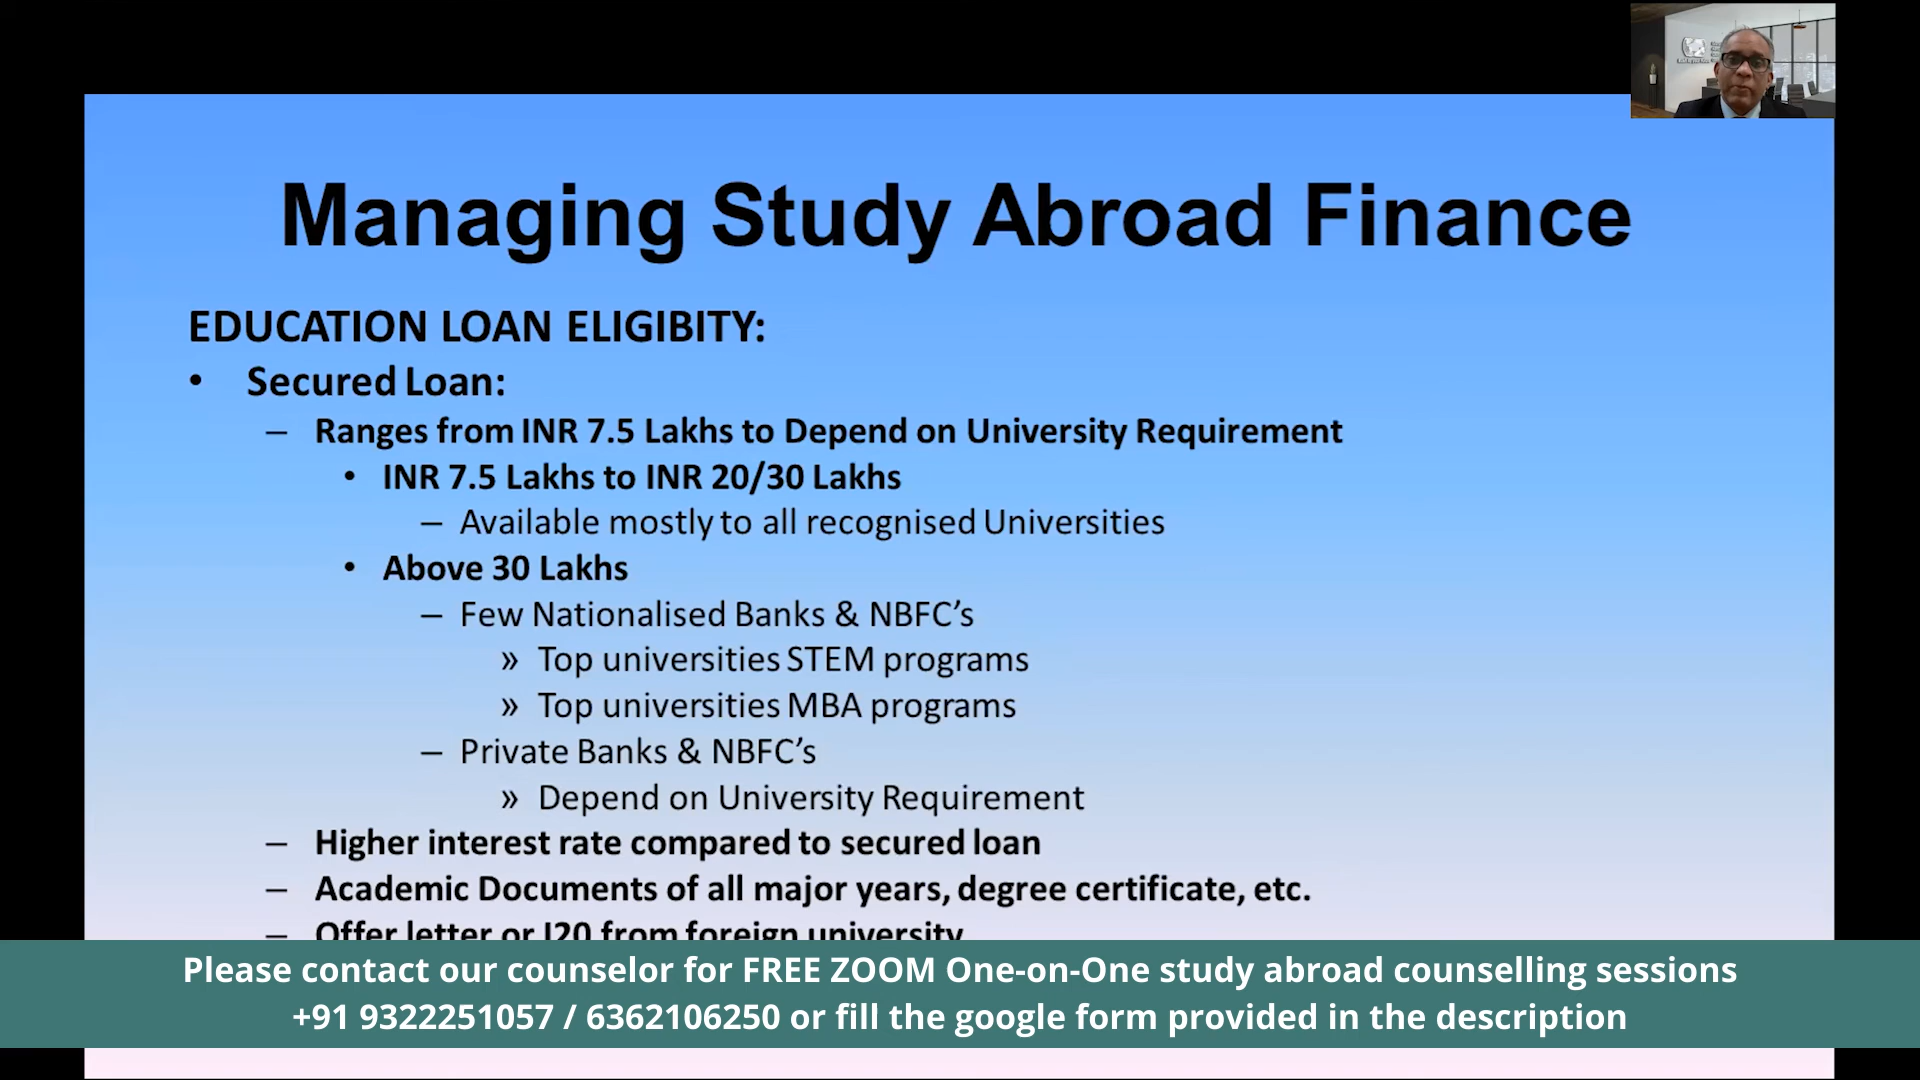 Managing Study Abroad Finance
EDUCATION LOAN ELIGIBITY:
• Secured Loan:
– Ranges from INR 7.5 Lakhs to Depend on University Requirement
• INR 7.5 Lakhs to INR 20/30 Lakhs
– Available mostly to all recognised Universities
• Above 30 Lakhs
– Few Nationalised Banks & NBFC’s
» Top universities STEM programs
» Top universities MBA programs
– Private Banks & NBFC’s
» Depend on University Requirement
– Higher interest rate compared to secured loan
– Academic Documents of all major years, degree certificate, etc.
– Offer letter or I20 from foreign university
Please contact our counselor for FREE ZOOM One-on-One study abroad counselling sessions
+91 9322251057 / 6362106250 or fill the google form provided in the description